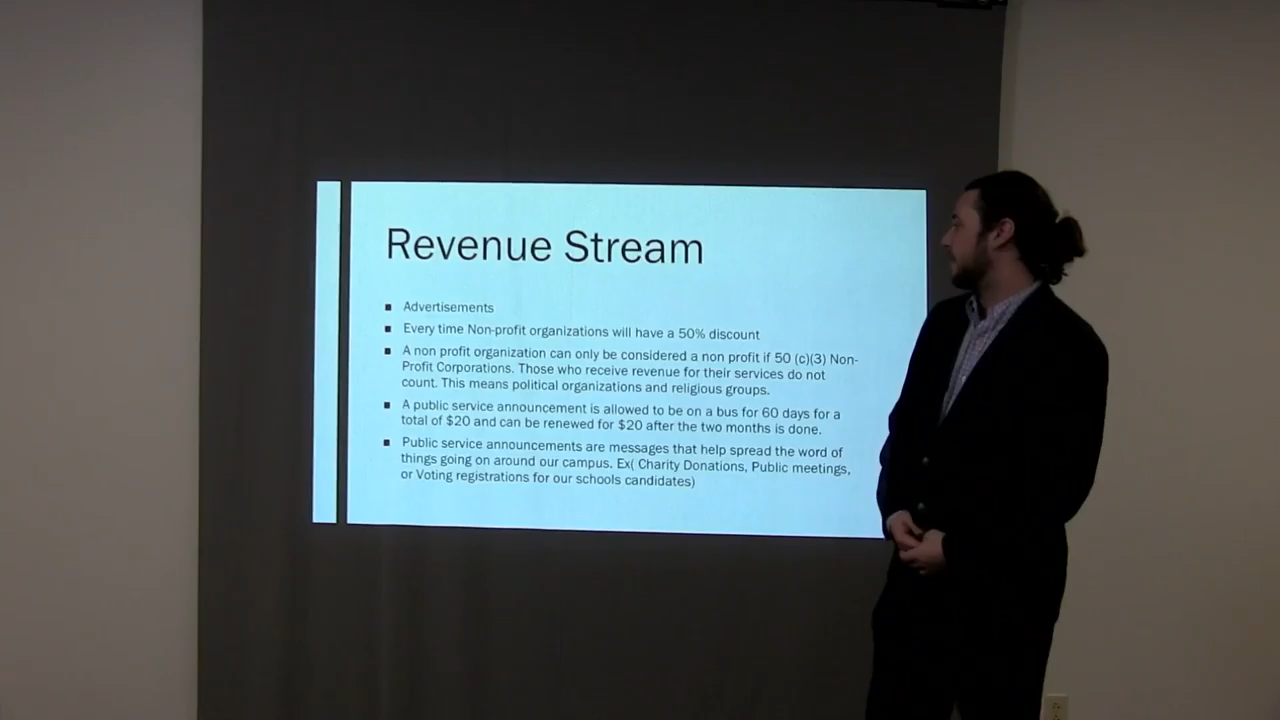 Revenue Stream
Advertisements
Every time Non-profit organizations will have a 50% discount
A non profit organization can only be considered a non profit if 50 (c)(3) Non-
Profit Corporations. Those who receive revenue for their services do not
count. This means political organizations and religious groups.
A public service announcement is allowed to be on a bus for 60 days for a
total of $20 and can be renewed for $20 after the two months is done.
Public service announcements are messages that help spread the word of
things going on around our campus. Ex( Charity Donations, Public meetings,
or Voting registrations for our schools candidates)